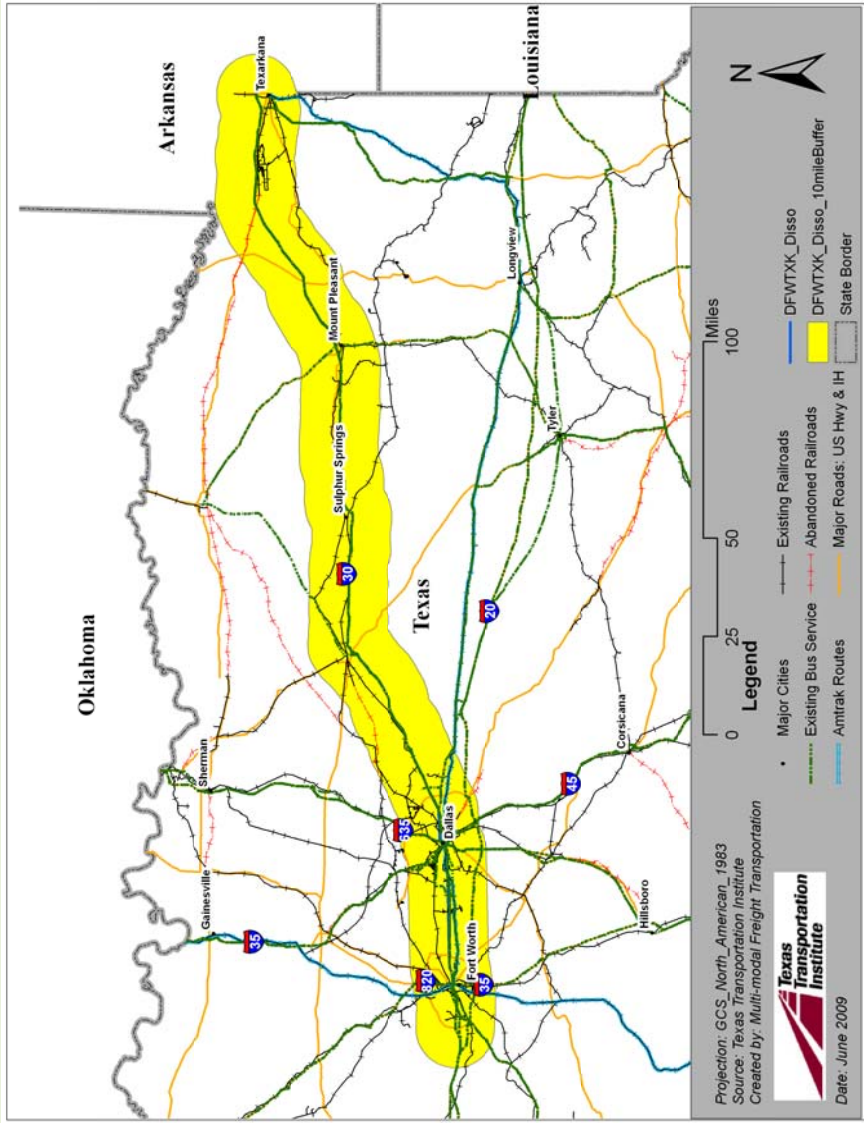 Oklahoma
Arkansas
Louisiana
Texas
Gainesville
Sherman
Texarkana
Mount Pleasant
Sulphur Springs
Longview
Tyler
Dallas
Fort Worth
Corsicana
Hillsboro
35
635
820
35
30
20
45
Projection: GCS_North_American_1983
Source: Texas Transportation Institute
Created by: Multi-modal Freight Transportation
Texas
Transportation
Institute
Date: June 2009
Legend
Major Cities
Existing Bus Service
Amtrak Routes
Existing Railroads
Abandoned Railroads
Major Roads: US Hwy & IH
DFWTXK_Disso
DFWTXK_Disso_10mileBuffer
State Border
0 25 50 100
Miles
N